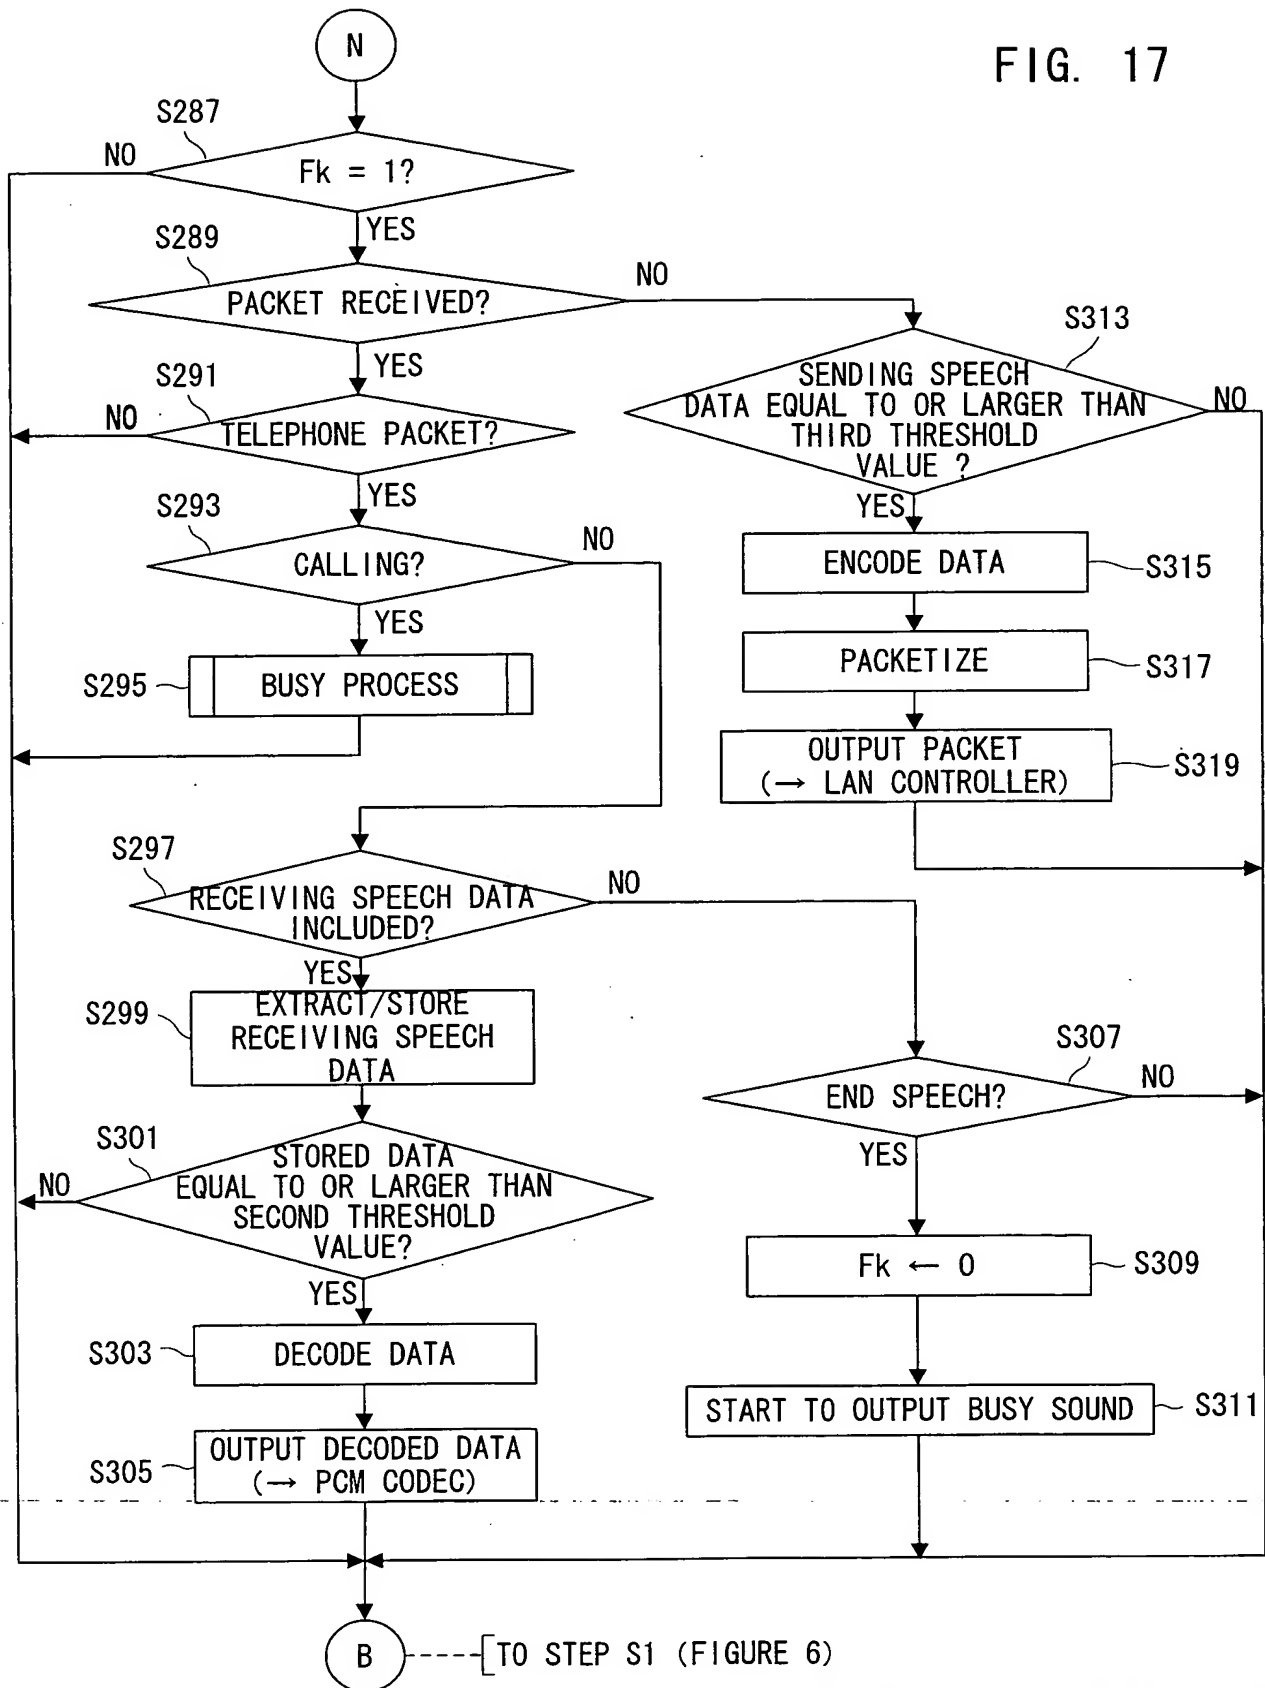 FIG. 17
N
S287
Fk = 1?
NO
YES
S289
PACKET RECEIVED?
NO
YES
S291
TELEPHONE PACKET?
NO
YES
S293
CALLING?
NO
YES
S295
BUSY PROCESS
S297
RECEIVING SPEECH DATA
INCLUDED?
NO
YES
S299
EXTRACT/STORE
RECEIVING SPEECH
DATA
S301
STORED DATA
EQUAL TO OR LARGER THAN
SECOND THRESHOLD
VALUE?
NO
YES
S303
DECODE DATA
S305
OUTPUT DECODED DATA
(→ PCM CODEC)
S313
SENDING SPEECH
DATA EQUAL TO OR LARGER THAN
THIRD THRESHOLD
VALUE ?
NO
YES
ENCODE DATA
S315
PACKETIZE
S317
OUTPUT PACKET
(→ LAN CONTROLLER)
S319
S307
END SPEECH?
NO
YES
Fk ← 0
S309
START TO OUTPUT BUSY SOUND
S311
B
TO STEP S1 (FIGURE 6)